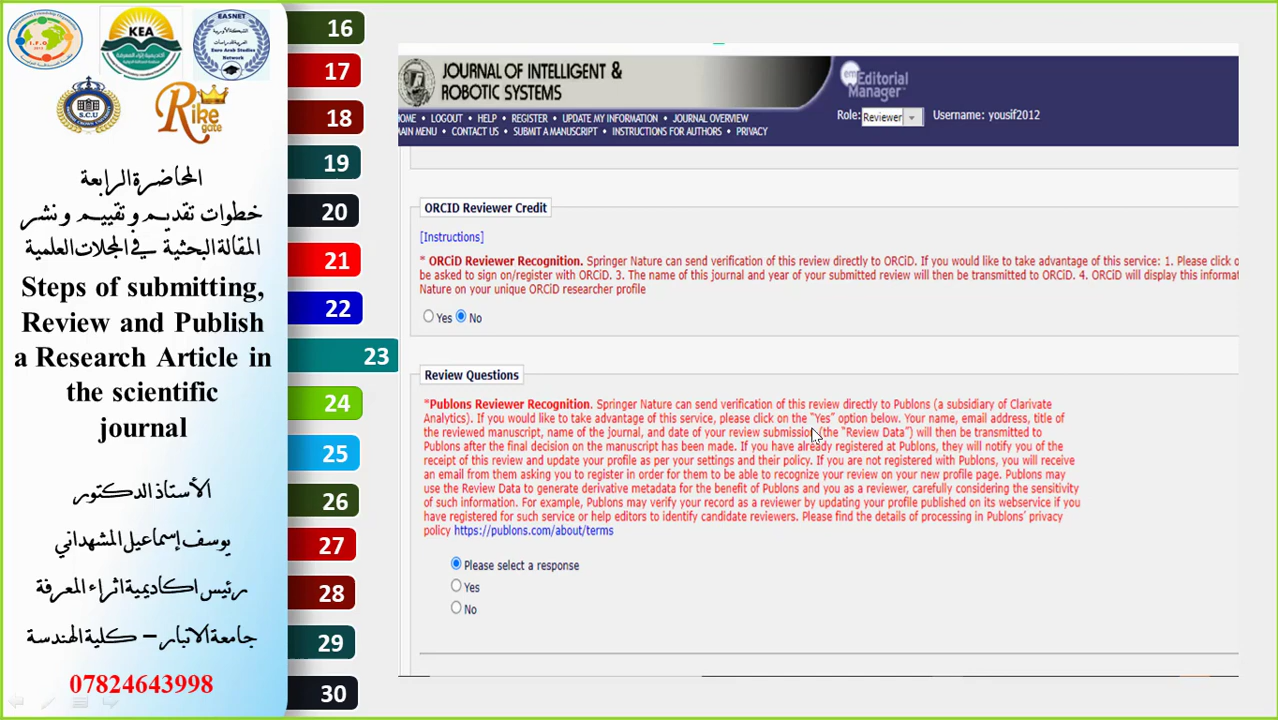 KEA
EASNET
الشبكة الأوروبية
العربية للدراسات
Euro Arab Studies
Network
I.F.O
S.C.U
Rike
gate
المحاضرة الرابعة
خطوات تقديم و تقييم و نشر
المقالة البحثية في المجلات العلمية
Steps of submitting,
Review and Publish
a Research Article in
the scientific
journal
الأستاذ الدكتور
يوسف إسماعيل المشهداني
رئيس اكاديمية اثراء المعرفة
جامعة الانبار – كلية الهندسة
07824643998
16
17
18
19
20
21
22
23
24
25
26
27
28
29
30
JOURNAL OF INTELLIGENT &
ROBOTIC SYSTEMS
em Editorial
Manager
OME • LOGOUT • HELP • REGISTER • UPDATE MY INFORMATION • JOURNAL OVERVIEW
MAIN MENU • CONTACT US • SUBMIT A MANUSCRIPT • INSTRUCTIONS FOR AUTHORS • PRIVACY
Role: Reviewer Username: yousif2012
ORCID Reviewer Credit
[Instructions]
* ORCiD Reviewer Recognition. Springer Nature can send verification of this review directly to ORCiD. If you would like to take advantage of this service: 1. Please click o
be asked to sign on/register with ORCiD. 3. The name of this journal and year of your submitted review will then be transmitted to ORCiD. 4. ORCiD will display this informat
Nature on your unique ORCiD researcher profile
Yes No
Review Questions
*Publons Reviewer Recognition. Springer Nature can send verification of this review directly to Publons (a subsidiary of Clarivate
Analytics). If you would like to take advantage of this service, please click on the "Yes" option below. Your name, email address, title of
the reviewed manuscript, name of the journal, and date of your review submission (the "Review Data") will then be transmitted to
Publons after the final decision on the manuscript has been made. If you have already registered at Publons, they will notify you of the
receipt of this review and update your profile as per your settings and their policy. If you are not registered with Publons, you will receive
an email from them asking you to register in order for them to be able to recognize your review on your new profile page. Publons may
use the Review Data to generate derivative metadata for the benefit of Publons and you as a reviewer, carefully considering the sensitivity
of such information. For example, Publons may verify your record as a reviewer by updating your profile published on its webservice if you
have registered for such service or help editors to identify candidate reviewers. Please find the details of processing in Publons' privacy
policy https://publons.com/about/terms
Please select a response
Yes
No